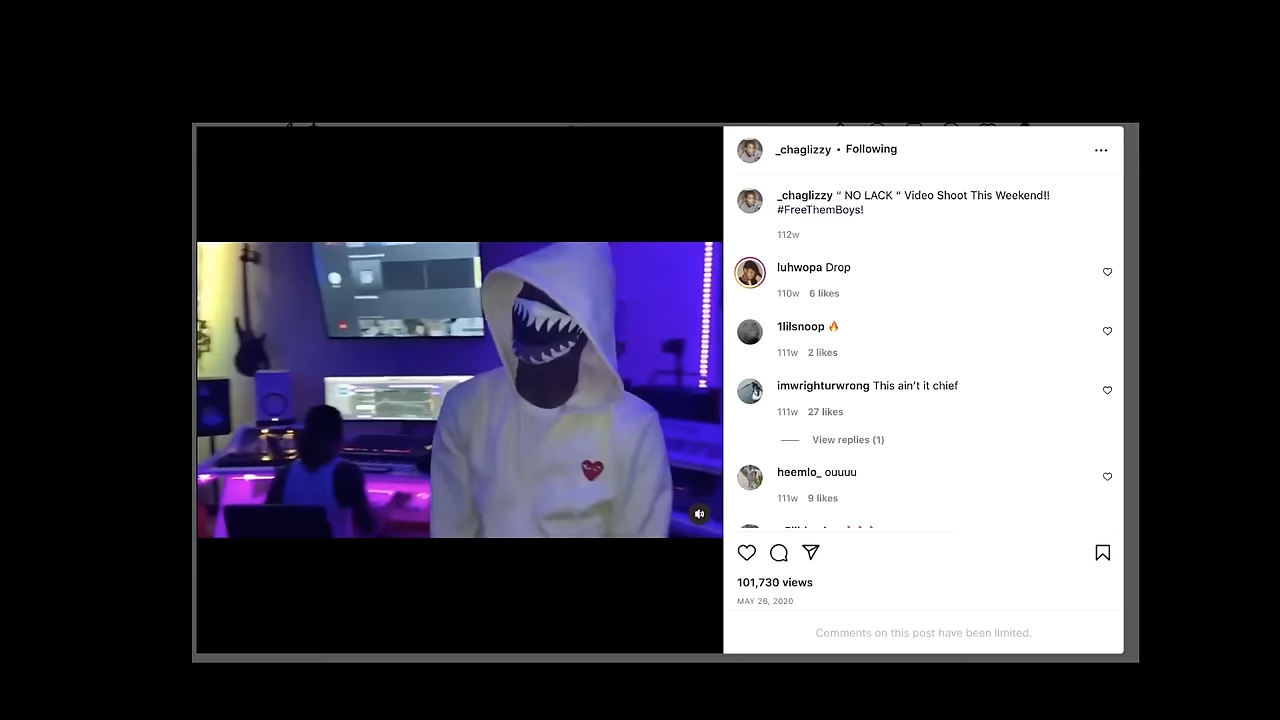 _chaglizzy • Following
_chaglizzy " NO LACK " Video Shoot This Weekend!!
#FreeThemBoys!
112w
luhwopa Drop
110w 6 likes
1lilsnoop 🔥
111w 2 likes
imwrighturwrong This ain't it chief
111w 27 likes
View replies (1)
heemlo_ ouuuu
111w 9 likes
101,730 views
MAY 26, 2020
Comments on this post have been limited.